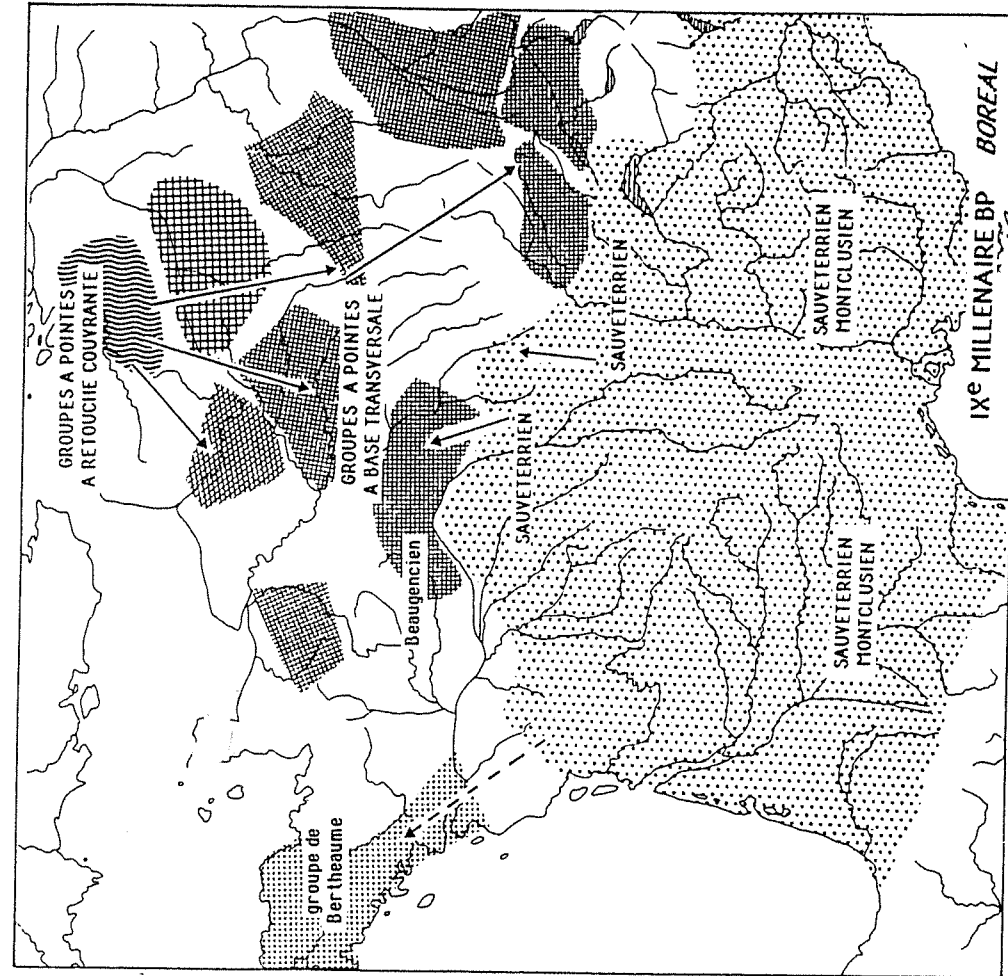 GROUPES A POINTES
A RETOUCHE COUVRANTE
GROUPES A POINTES
A BASE TRANSVERSALE
groupe de
Bertheaume
Beaugencien
SAUVETERRIEN
SAUVETERRIEN
SAUVETERRIEN
MONTCLUSIEN
SAUVETERRIEN
MONTCLUSIEN
IXe MILLENAIRE BP BOREAL